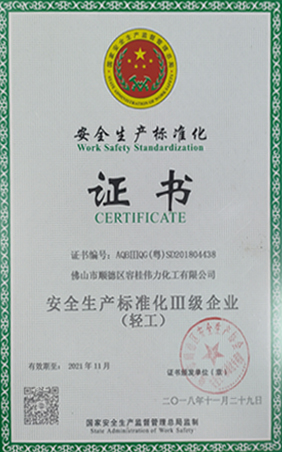 安全生产标准化
Work Safety Standardization
证书
CERTIFICATE
证书编号：AQBⅢQG(粤)SD201804438
佛山市顺德区容桂伟力化工有限公司
安全生产标准化Ⅲ级企业
（轻工）
证书颁发单位（章）
有效期至： 2021年11月
二〇一八年十一月二十九日
国家安全生产监督管理总局监制
State Administration of Work Safety